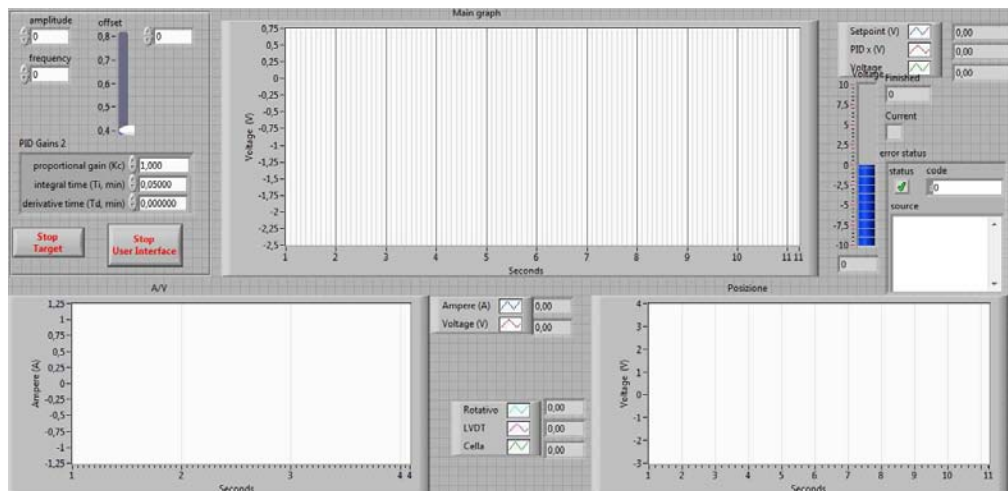 amplitude
0
offset
0
frequency
0
0,8-
0,7-
0,6-
0,5-
0,4-
PID Gains 2
proportional gain (Kc) 1,000
integral time (Ti, min) 0,05000
derivative time (Td, min) 0,000000
Stop
Target
Stop
User Interface
Main graph
Voltage (V)
0,75
0,5
0,25
0
-0,25
-0,5
-0,75
-1
-1,25
-1,5
-1,75
-2
-2,25
-2,5
1 2 3 4 5 6 7 8 9 10 11 11
Seconds
Setpoint (V) 0,00
PID x (V) 0,00
Voltage 0,00
Voltage
10
7,5
5
2,5
0
-2,5
-5
-7,5
-10
0
Finished
0
Current
error status
status code
0
source
A/V
Ampere (A)
1,25
1
0,75
0,5
0,25
0
-0,25
-0,5
-0,75
-1
-1,25
1 2 3 4 4
Seconds
Ampere (A) 0,00
Voltage (V) 0,00
Rotativo 0,00
LVDT 0,00
Cella 0,00
Posizione
Voltage (V)
4
3
2
1
0
-1
-2
-3
1 2 3 4 5 6 7 8 9 10 11
Seconds